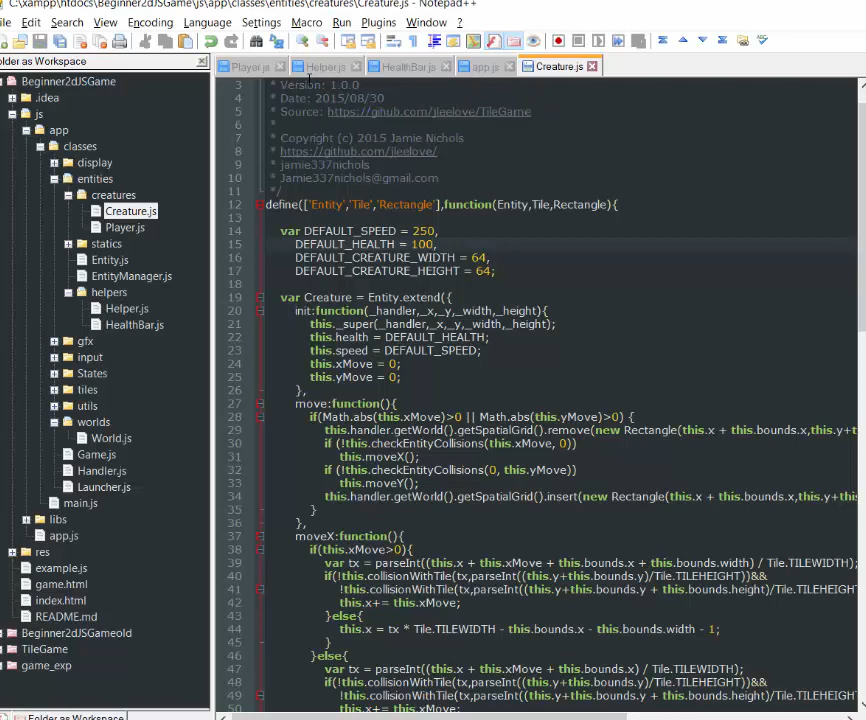 C:\xampp\htdocs\Beginner2dJSGame\js\app\classes\entities\creatures\Creature.js - Notepad++
File Edit Search View Encoding Language Settings Macro Run Plugins Window ?
older as Workspace
Player.js Helper.js HealthBar.js app.js Creature.js
Beginner2dJSGame
.idea
js
app
classes
display
entities
creatures
Creature.js
Player.js
statics
Entity.js
EntityManager.js
helpers
Helper.js
HealthBar.js
gfx
input
States
tiles
utils
worlds
World.js
Game.js
Handler.js
Launcher.js
main.js
libs
app.js
res
example.js
game.html
index.html
README.md
Beginner2dJSGameold
TileGame
game_exp
Folder as Workspace
3 * Version: 1.0.0
4 * Date: 2015/08/30
5 * Source: https://gihub.com/jleelove/TileGame
6 *
7 * Copyright (c) 2015 Jamie Nichols
8 * https://github.com/jleelove/
9 * jamie337nichols
10 * Jamie337nichols@gmail.com
11 */
12 define(['Entity','Tile','Rectangle'],function(Entity,Tile,Rectangle){
13
14 var DEFAULT_SPEED = 250,
15 DEFAULT_HEALTH = 100,
16 DEFAULT_CREATURE_WIDTH = 64,
17 DEFAULT_CREATURE_HEIGHT = 64;
18
19 var Creature = Entity.extend({
20 init:function(_handler,_x,_y,_width,_height){
21 this._super(_handler,_x,_y,_width,_height);
22 this.health = DEFAULT_HEALTH;
23 this.speed = DEFAULT_SPEED;
24 this.xMove = 0;
25 this.yMove = 0;
26 },
27 move:function(){
28 if(Math.abs(this.xMove)>0 || Math.abs(this.yMove)>0) {
29 this.handler.getWorld().getSpatialGrid().remove(new Rectangle(this.x + this.bounds.x,this.y+t
30 if (!this.checkEntityCollisions(this.xMove, 0))
31 this.moveX();
32 if (!this.checkEntityCollisions(0, this.yMove))
33 this.moveY();
34 this.handler.getWorld().getSpatialGrid().insert(new Rectangle(this.x + this.bounds.x,this.y+th
35 }
36 },
37 moveX:function(){
38 if(this.xMove>0){
39 var tx = parseInt((this.x + this.xMove + this.bounds.x + this.bounds.width) / Tile.TILEWIDTH);
40 if(!this.collisionWithTile(tx,parseInt((this.y+this.bounds.y)/Tile.TILEHEIGHT))&&
41 !this.collisionWithTile(tx,parseInt((this.y+this.bounds.y + this.bounds.height)/Tile.TILEHEIGHT
42 this.x+= this.xMove;
43 }else{
44 this.x = tx * Tile.TILEWIDTH - this.bounds.x - this.bounds.width - 1;
45 }
46 }else{
47 var tx = parseInt((this.x + this.xMove + this.bounds.x) / Tile.TILEWIDTH);
48 if(!this.collisionWithTile(tx,parseInt((this.y+this.bounds.y)/Tile.TILEHEIGHT))&&
49 !this.collisionWithTile(tx,parseInt((this.y+this.bounds.y + this.bounds.height)/Tile.TILEHEIGHT
50 this.x+= this.xMove;